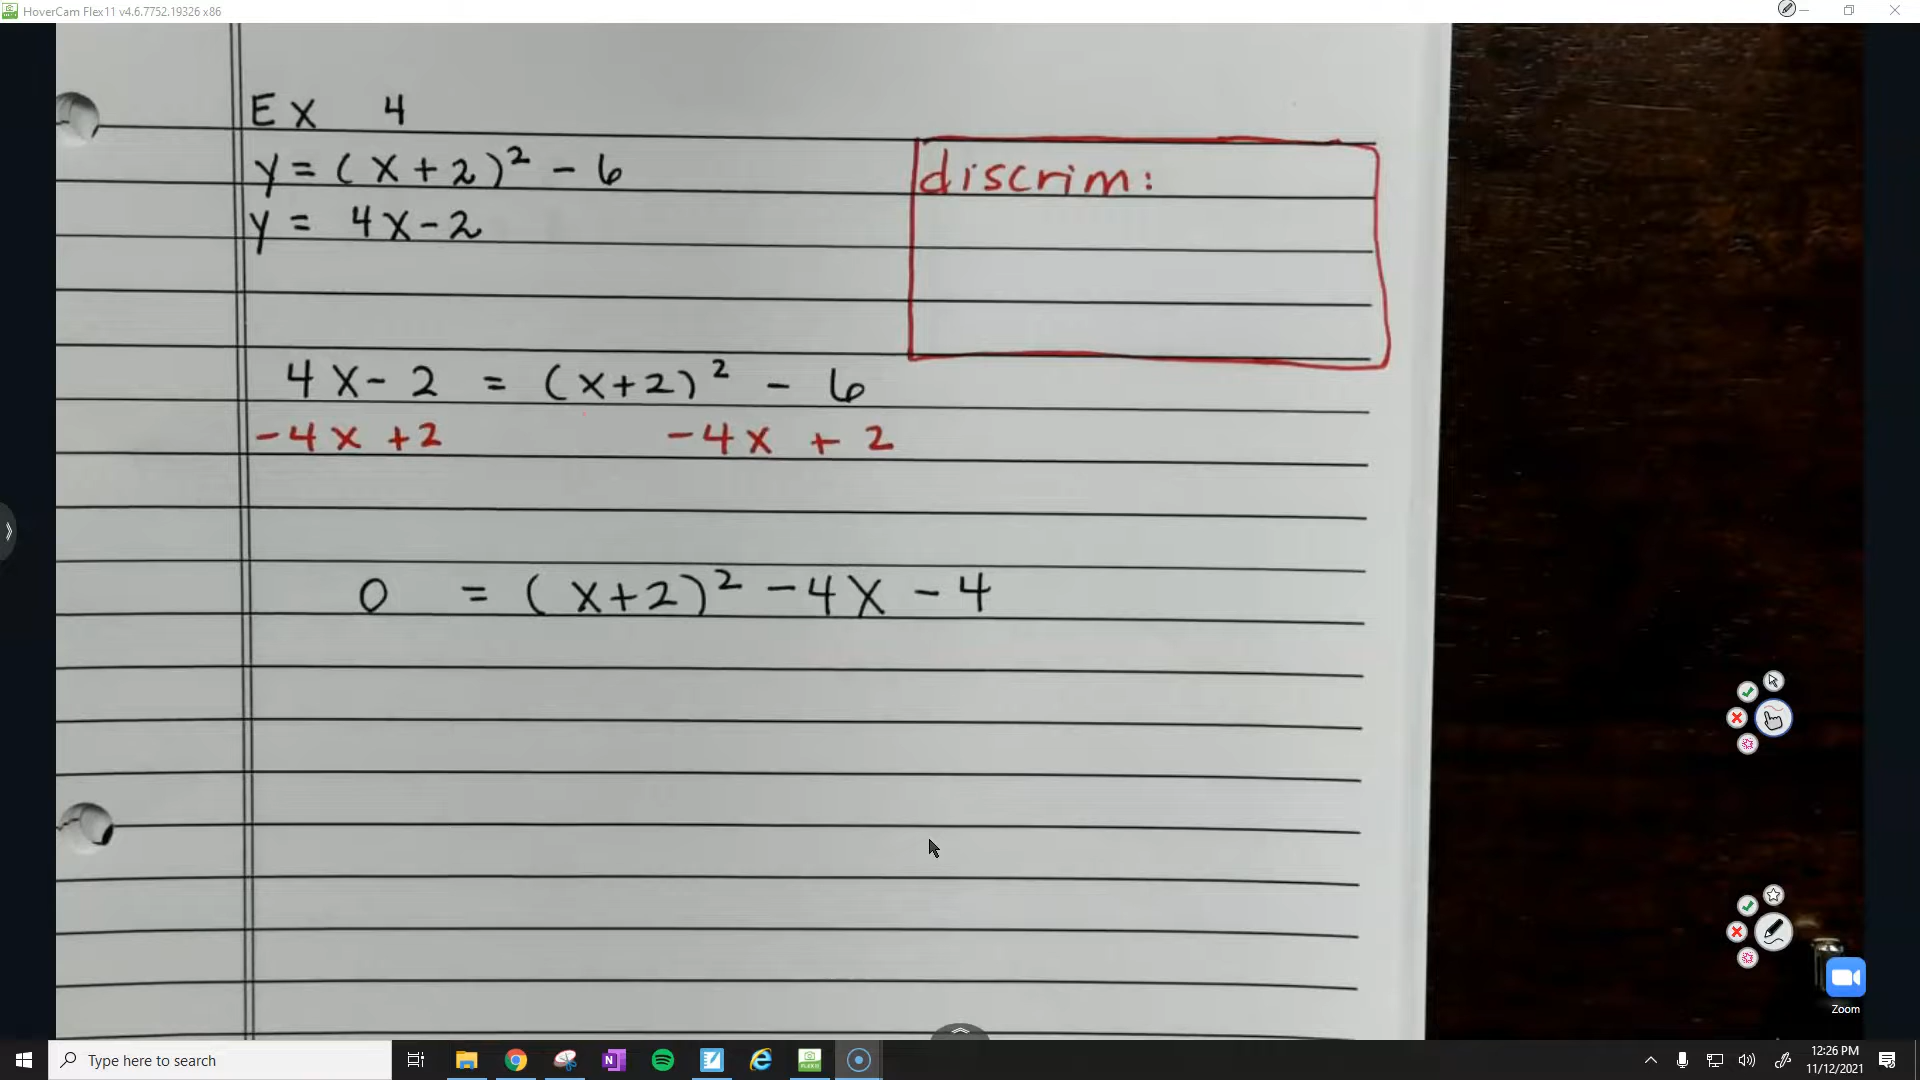 HoverCam Flex11 v4.6.7752.19326 x86
Ex 4
y = (x+2)² - 6
discrim:
y = 4x-2
4x - 2 = (x+2)² - 6
-4x +2 -4x + 2
0 = (x+2)² -4x - 4
Zoom
Type here to search
12:26 PM
11/12/2021